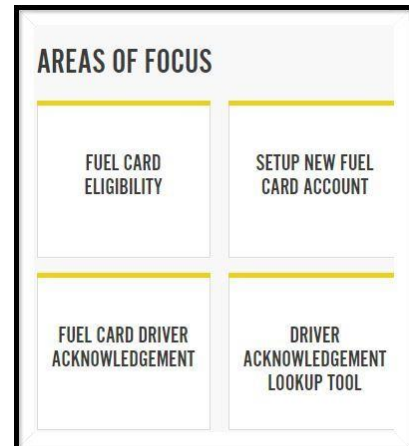 AREAS OF FOCUS
FUEL CARD
ELIGIBILITY
SETUP NEW FUEL
CARD ACCOUNT
FUEL CARD DRIVER
ACKNOWLEDGEMENT
DRIVER
ACKNOWLEDGEMENT
LOOKUP TOOL